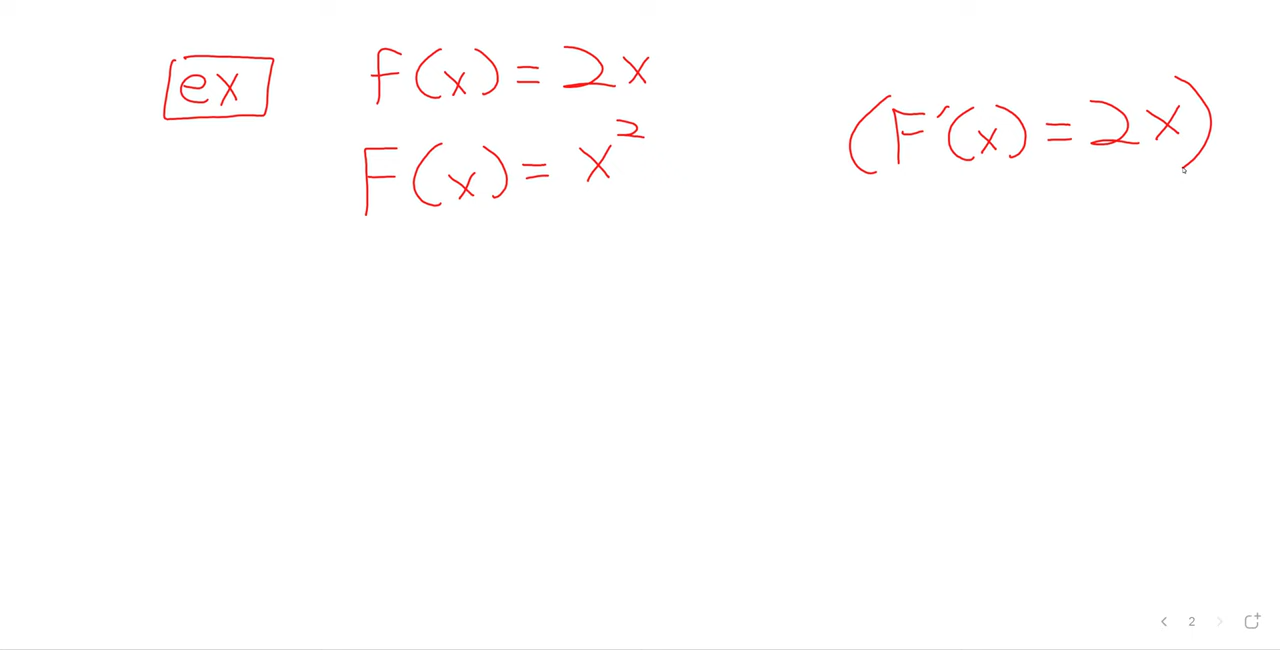 ex f(x) = 2x
F(x) = x²
(F'(x) = 2x)
2